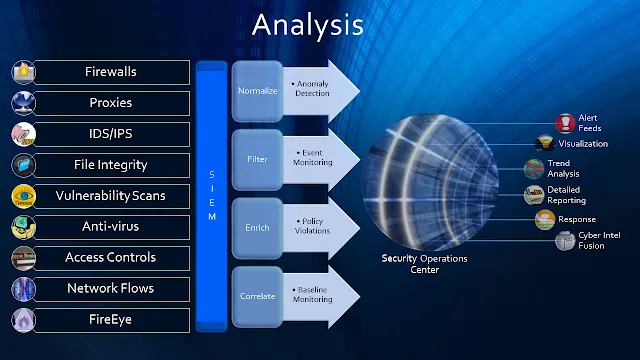 Analysis
Firewalls
Proxies
IDS/IPS
File Integrity
Vulnerability Scans
Anti-virus
Access Controls
Network Flows
FireEye
S
I
E
M
Normalize
• Anomaly
Detection
Filter
• Event
Monitoring
Enrich
• Policy
Violations
Correlate
• Baseline
Monitoring
Security Operations
Center
Alert
Feeds
Visualization
Trend
Analysis
Detailed
Reporting
Response
Cyber Intel
Fusion